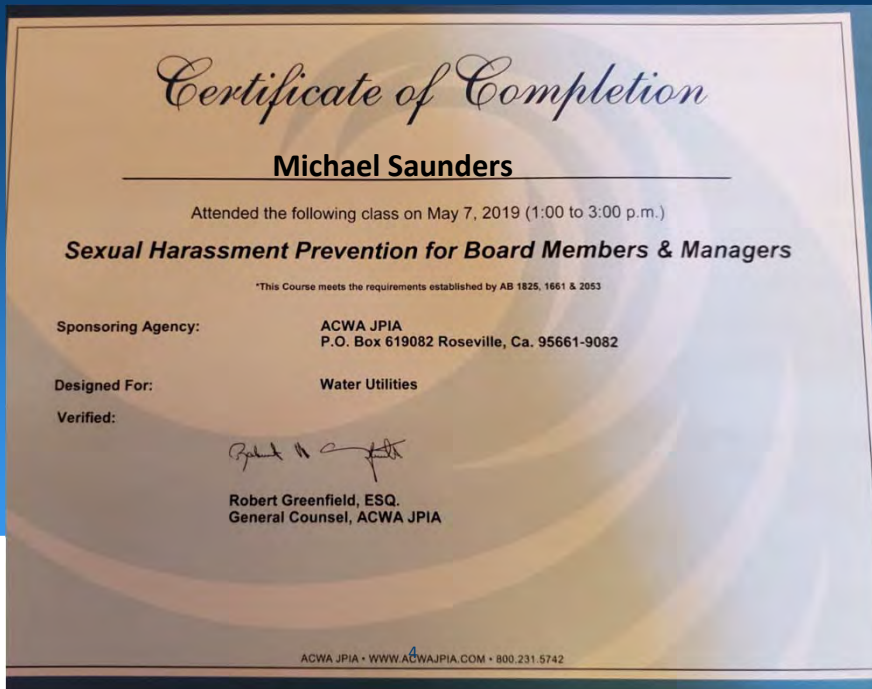 Certificate of Completion
Michael Saunders
Attended the following class on May 7, 2019 (1:00 to 3:00 p.m.)
Sexual Harassment Prevention for Board Members & Managers
*This Course meets the requirements established by AB 1825, 1661 & 2053
Sponsoring Agency: ACWA JPIA
P.O. Box 619082 Roseville, Ca. 95661-9082
Designed For: Water Utilities
Verified:
Robert Greenfield, ESQ.
General Counsel, ACWA JPIA
4
ACWA JPIA • WWW.ACWAJPIA.COM • 800.231.5742